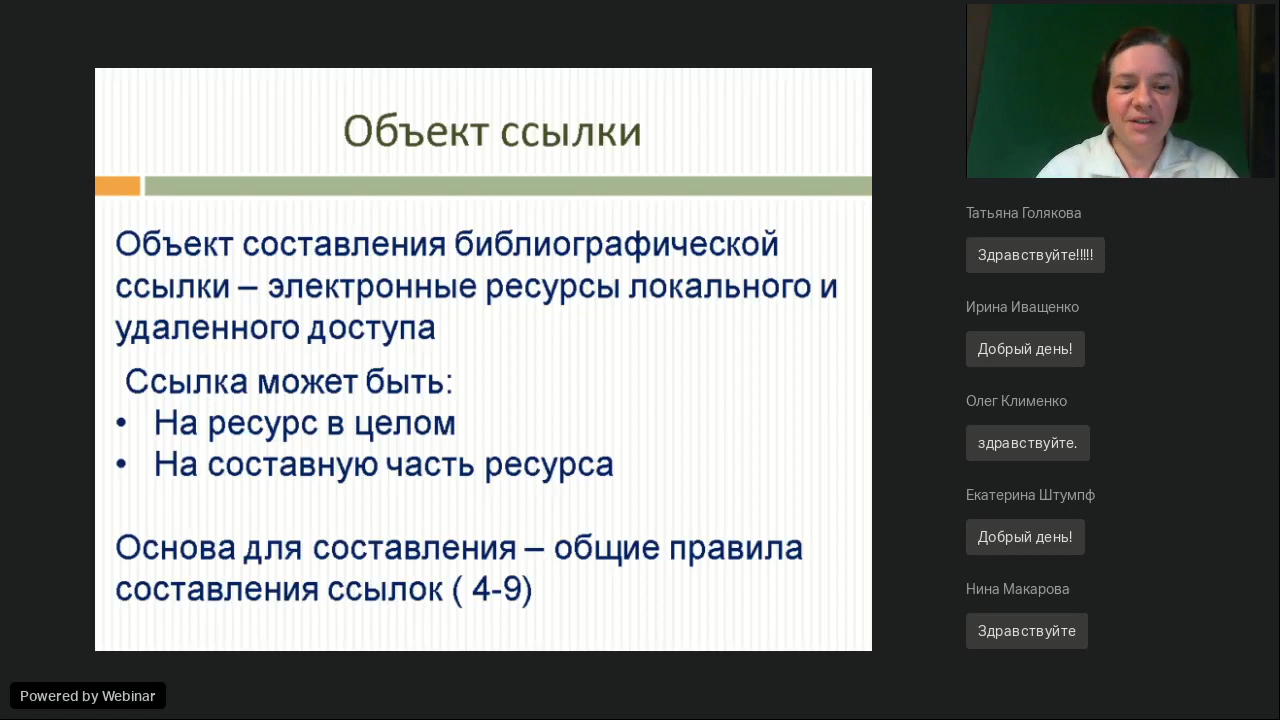 Объект ссылки
Объект составления библиографической
ссылки – электронные ресурсы локального и
удаленного доступа
Ссылка может быть:
• На ресурс в целом
• На составную часть ресурса
Основа для составления – общие правила
составления ссылок ( 4-9)
Татьяна Голякова
Здравствуйте!!!!!
Ирина Иващенко
Добрый день!
Олег Клименко
здравствуйте.
Екатерина Штумпф
Добрый день!
Нина Макарова
Здравствуйте
Powered by Webinar